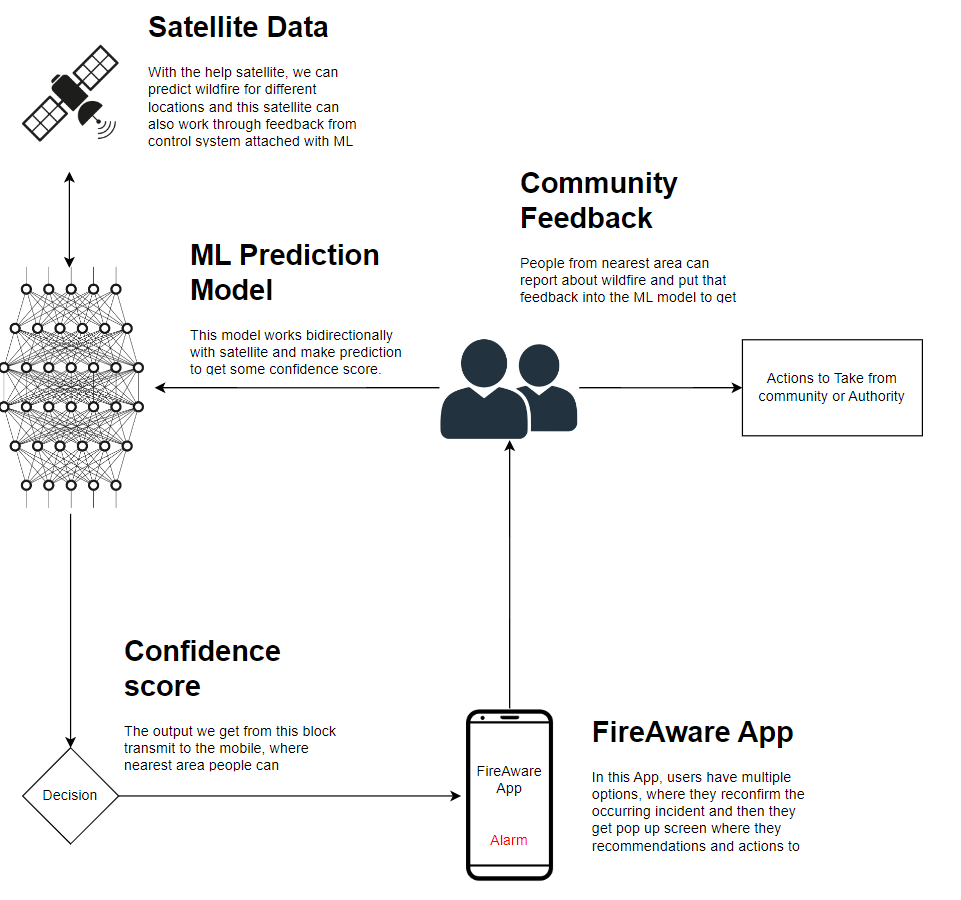 Satellite Data
With the help satellite, we can
predict wildfire for different
locations and this satellite can
also work through feedback from
control system attached with ML
Community
Feedback
People from nearest area can
report about wildfire and put that
feedback into the ML model to get
ML Prediction
Model
This model works bidirectionally
with satellite and make prediction
to get some confidence score.
Actions to Take from
community or Authority
Confidence
score
The output we get from this block
transmit to the mobile, where
nearest area people can
Decision
FireAware
App
Alarm
FireAware App
In this App, users have multiple
options, where they reconfirm the
occurring incident and then they
get pop up screen where they
recommendations and actions to